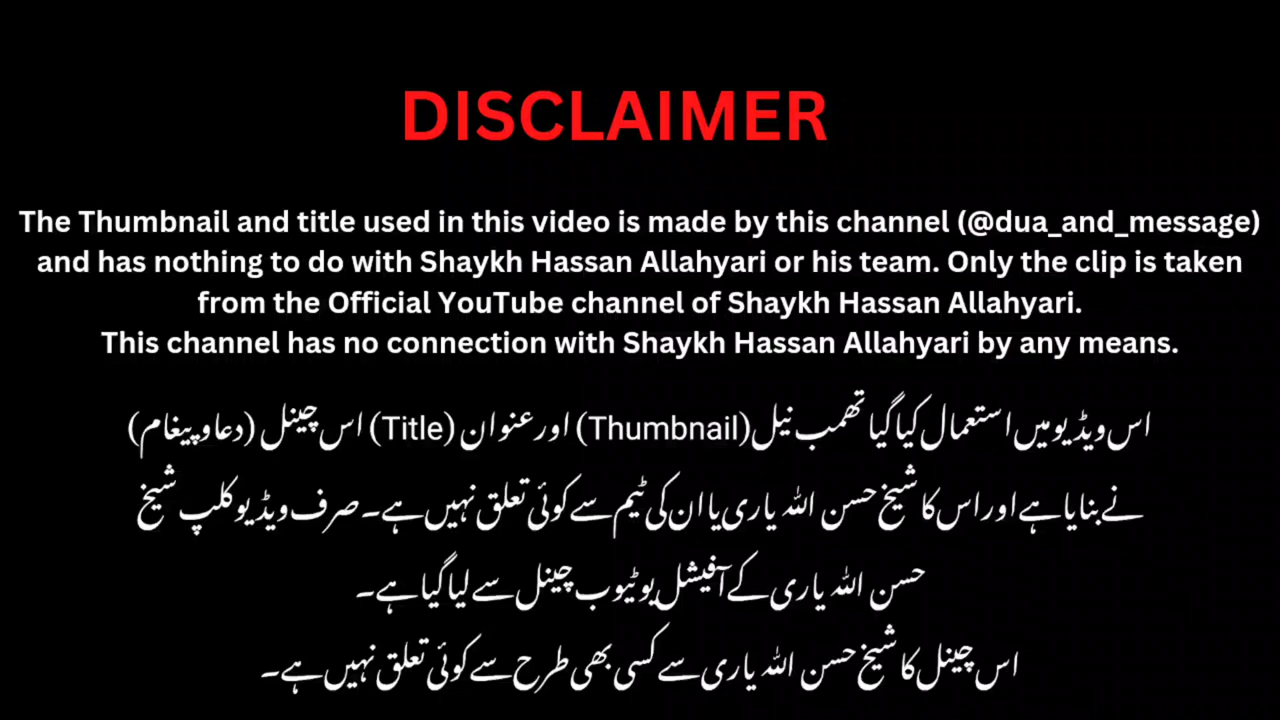 DISCLAIMER
The Thumbnail and title used in this video is made by this channel (@dua_and_message)
and has nothing to do with Shaykh Hassan Allahyari or his team. Only the clip is taken
from the Official YouTube channel of Shaykh Hassan Allahyari.
This channel has no connection with Shaykh Hassan Allahyari by any means.
اس ویڈیو میں استعمال کیا گیا تھمب نیل(Thumbnail) اور عنوان (Title) اس چینل (دعا و پیغام)
نے بنایا ہے اور اس کا شیخ حسن اللہ یاری یا ان کی ٹیم سے کوئی تعلق نہیں ہے۔ صرف ویڈیو کلپ شیخ
حسن اللہ یاری کے آفیشل یوٹیوب چینل سے لیا گیا ہے۔
اس چینل کا شیخ حسن اللہ یاری سے کسی بھی طرح سے کوئی تعلق نہیں ہے۔